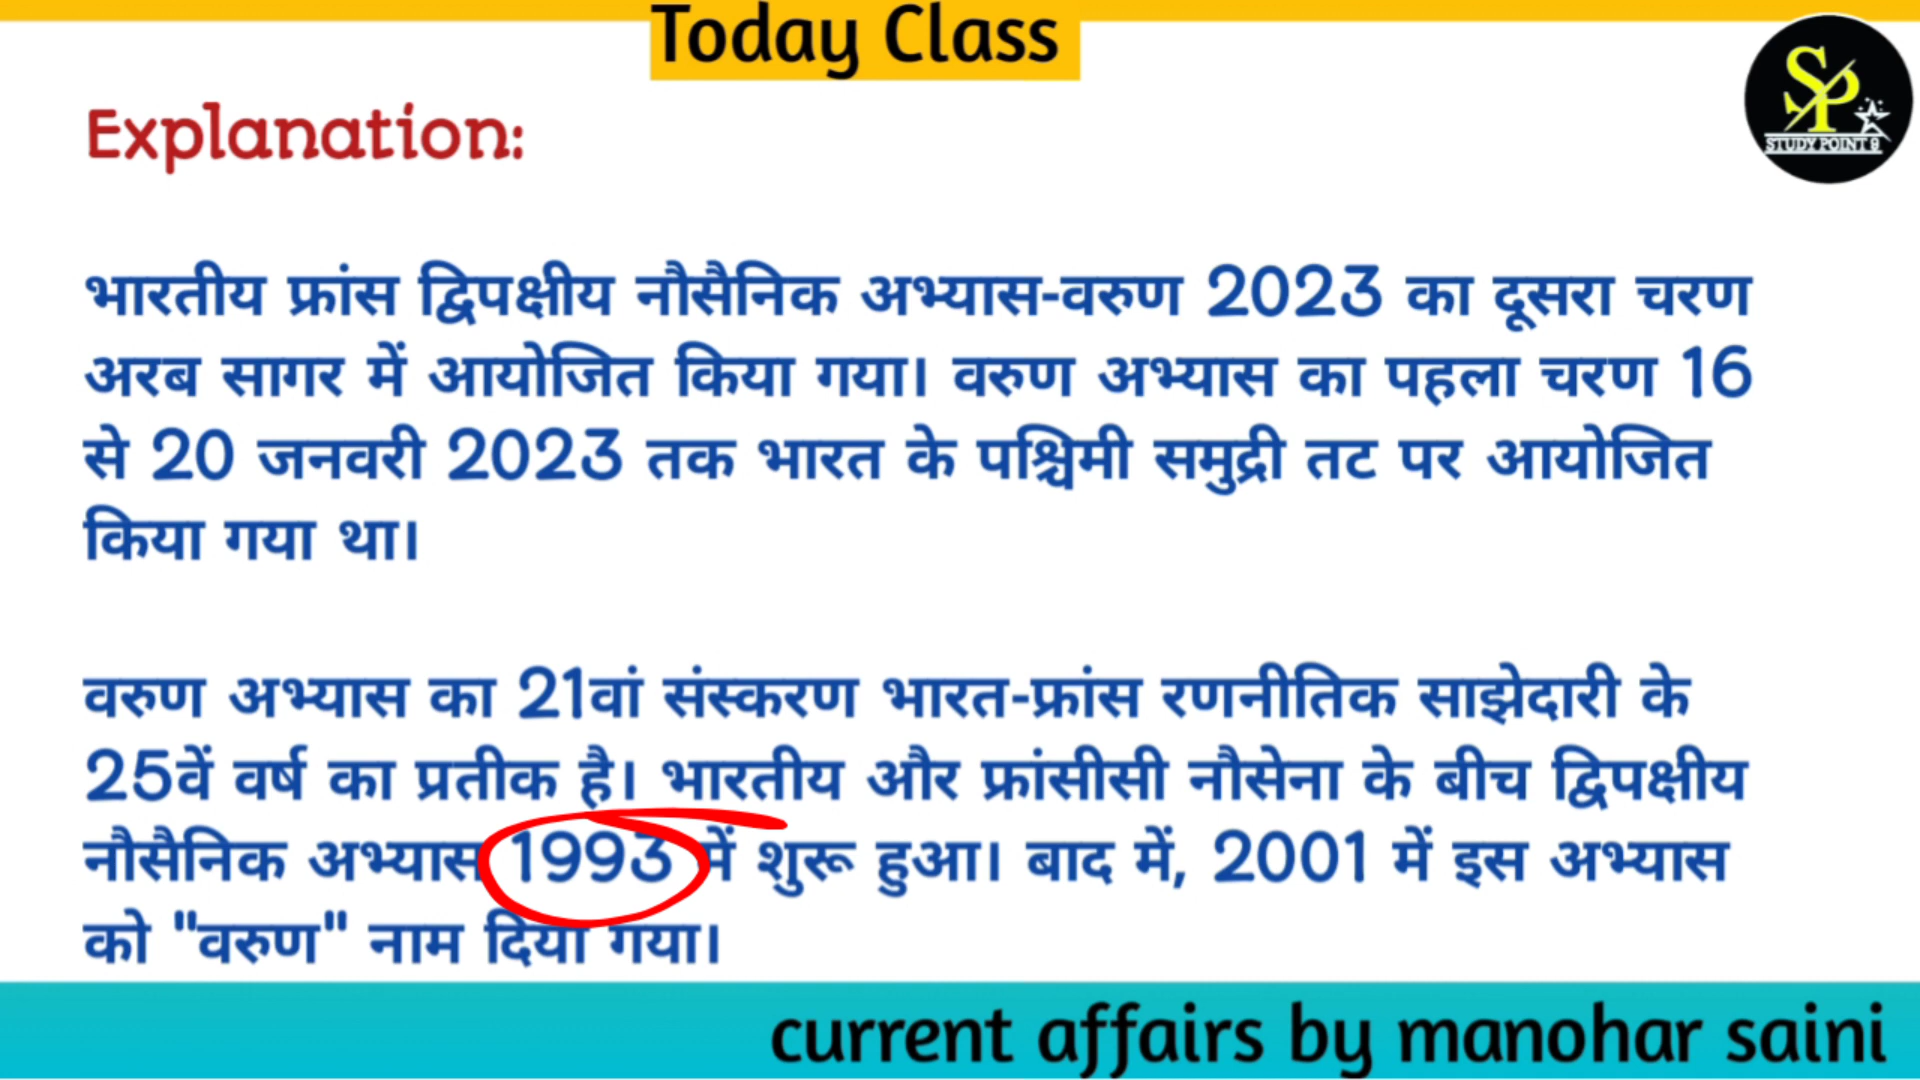 Today Class
SP
STUDY POINT 9
Explanation:
भारतीय फ्रांस द्विपक्षीय नौसैनिक अभ्यास-वरुण 2023 का दूसरा चरण
अरब सागर में आयोजित किया गया। वरुण अभ्यास का पहला चरण 16
से 20 जनवरी 2023 तक भारत के पश्चिमी समुद्री तट पर आयोजित
किया गया था।
वरुण अभ्यास का 21वां संस्करण भारत-फ्रांस रणनीतिक साझेदारी के
25वें वर्ष का प्रतीक है। भारतीय और फ्रांसीसी नौसेना के बीच द्विपक्षीय
नौसैनिक अभ्यास 1993 में शुरू हुआ। बाद में, 2001 में इस अभ्यास
को "वरुण" नाम दिया गया।
current affairs by manohar saini